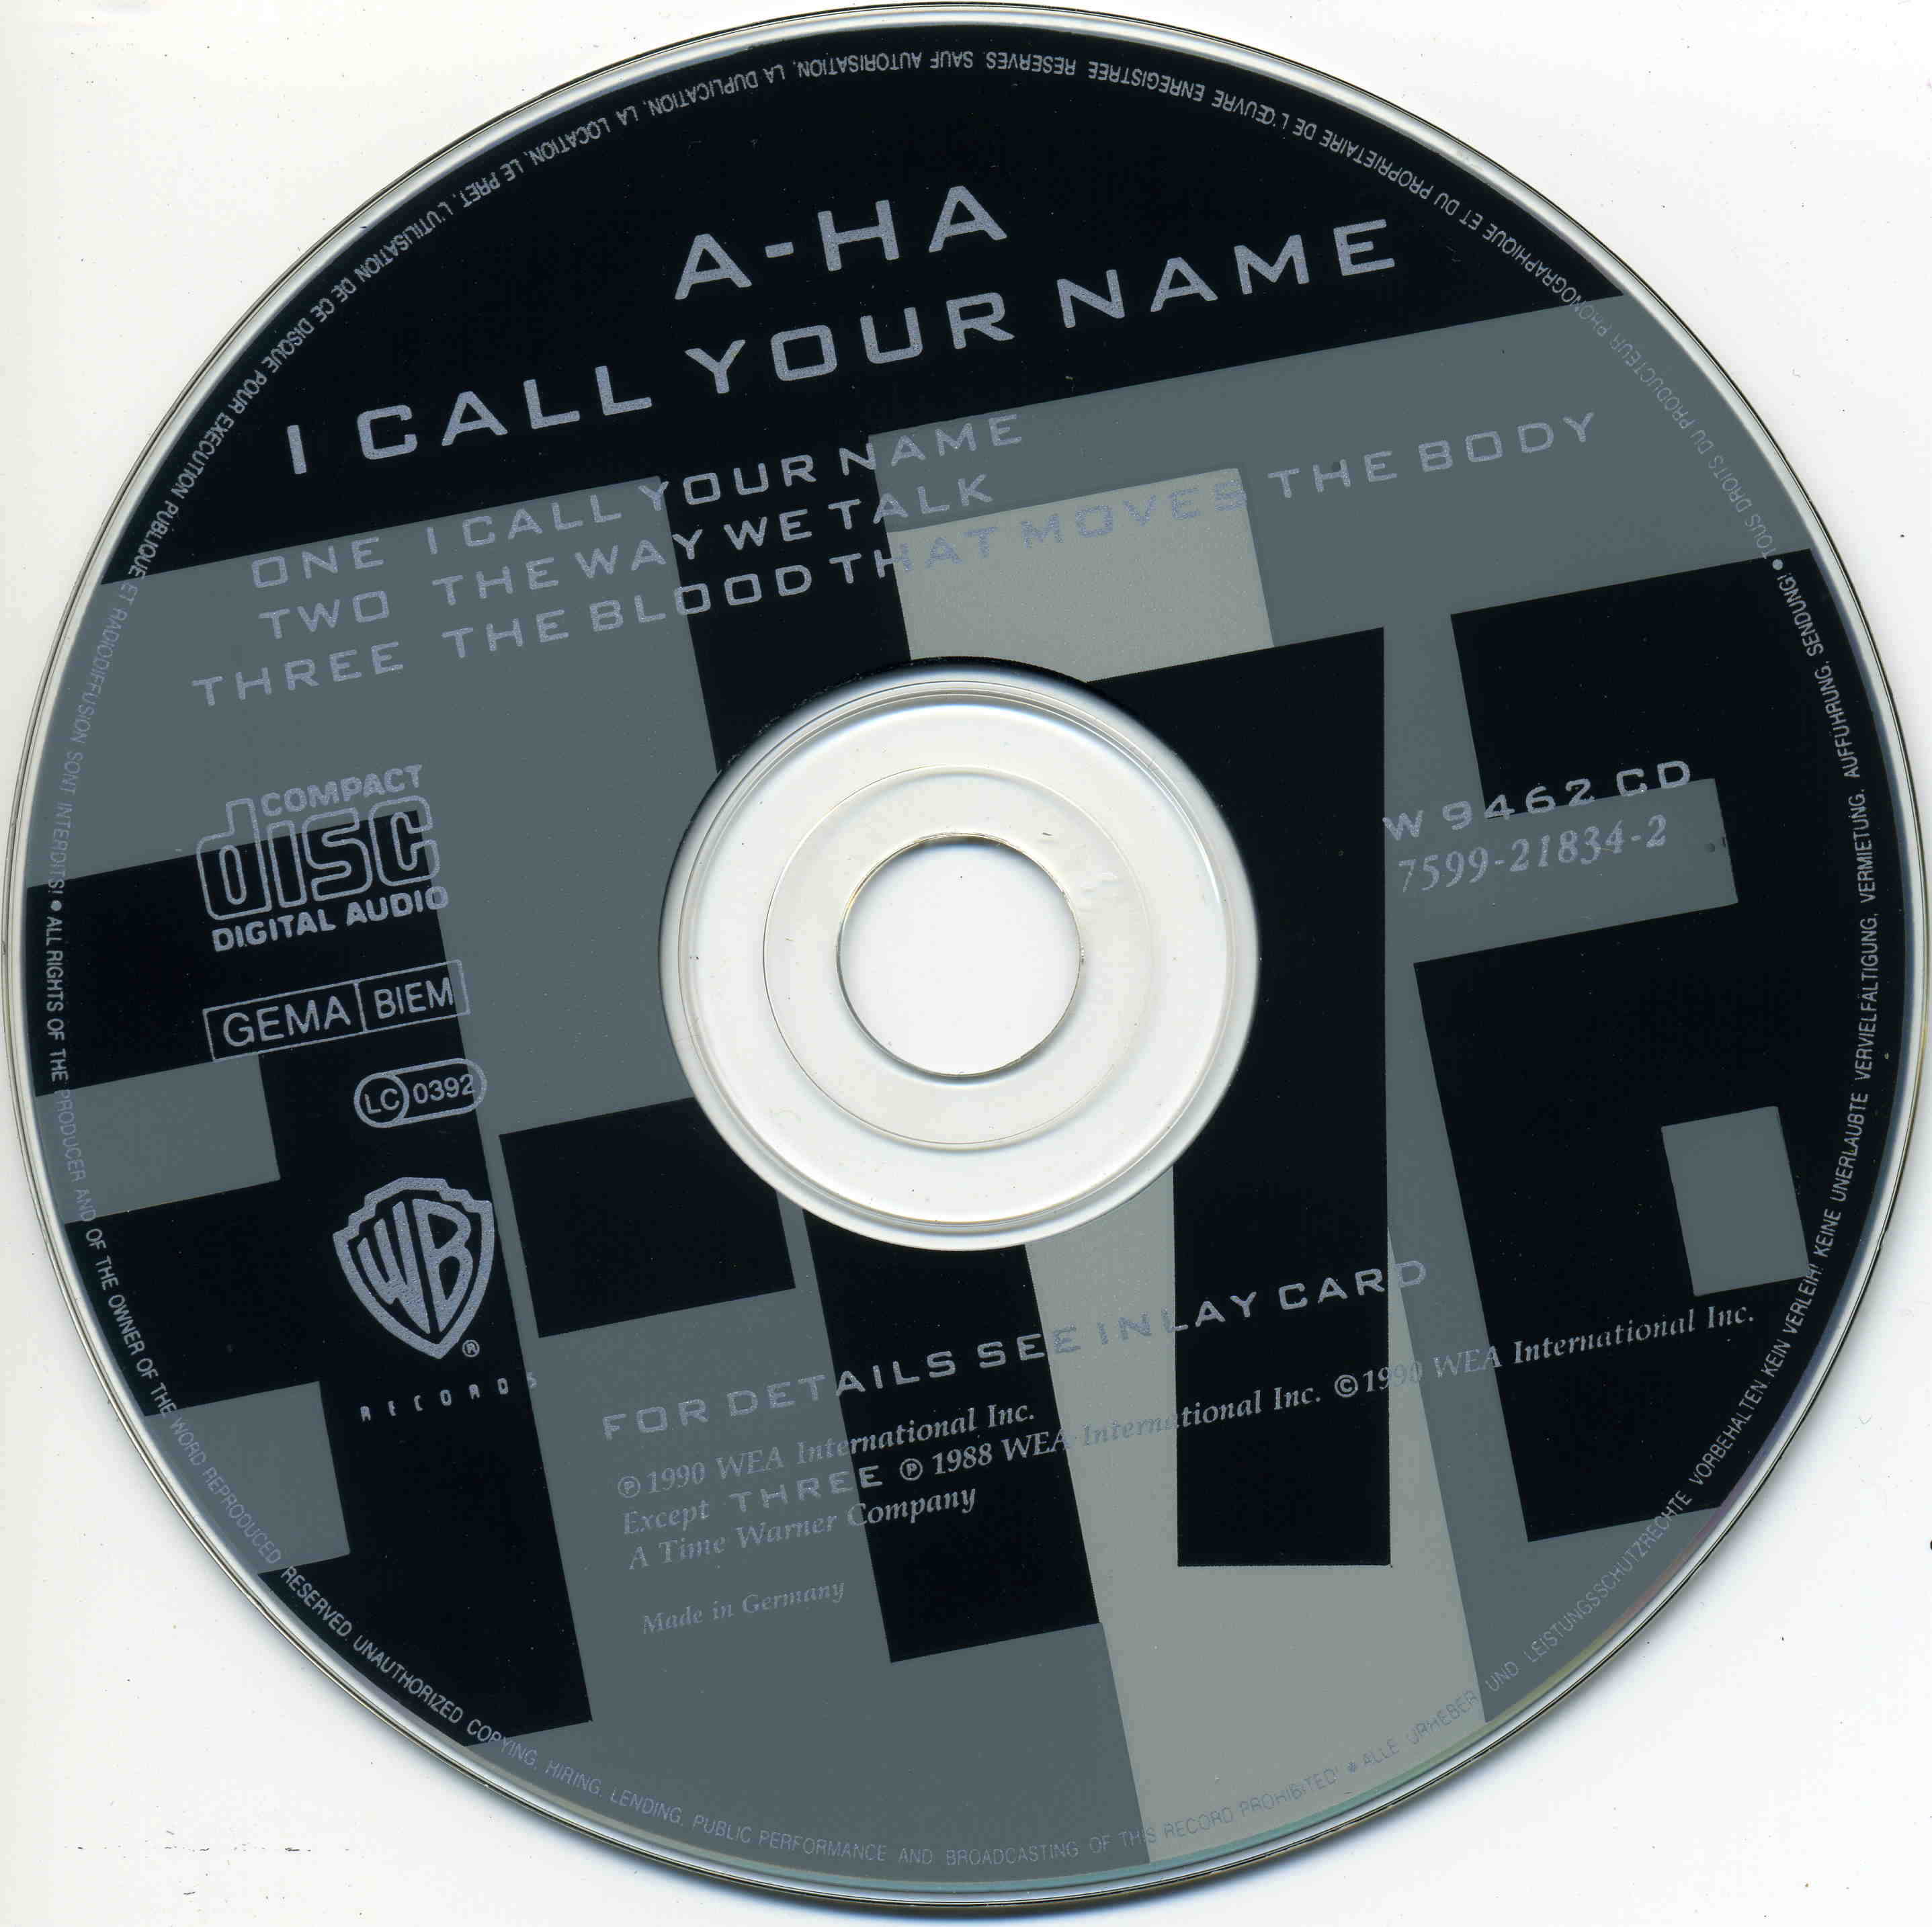 A-HA
I CALL YOUR NAME
ONE I CALL YOUR NAME
TWO THE WAY WE TALK
THREE THE BLOOD THAT MOVES THE BODY
COMPACT
disc
DIGITAL AUDIO
GEMA BIEM
LC 0392
WB
®
RECORDS
W 9462 CD
7599-21834-2
FOR DETAILS SEE INLAY CARD
℗ 1990 WEA International Inc.
Except THREE ℗ 1988 WEA International Inc. © 1990 WEA International Inc.
A Time Warner Company
Made in Germany
• ALL RIGHTS OF THE PRODUCER AND OF THE OWNER OF THE WORD REPRODUCED RESERVED. UNAUTHORIZED COPYING, HIRING, LENDING, PUBLIC PERFORMANCE AND BROADCASTING OF THIS RECORD PROHIBITED! • ALLE URHEBER UND LEISTUNGSSCHUTZRECHTE VORBEHALTEN. KEIN VERLEIH! KEINE UNERLAUBTE VERVIELFÄLTIGUNG, VERMIETUNG, AUFFÜHRUNG, SENDUNG! • TOUS DROITS DU PRODUCTEUR PHONOGRAPHIQUE ET DU PROPRIETAIRE DE L'ŒUVRE ENREGISTREE RESERVES. SAUF AUTORISATION, LA DUPLICATION, LA LOCATION, LE PRET, L'UTILISATION DE CE DISQUE POUR EXECUTION PUBLIQUE ET RADIODIFFUSION SONT INTERDITS!